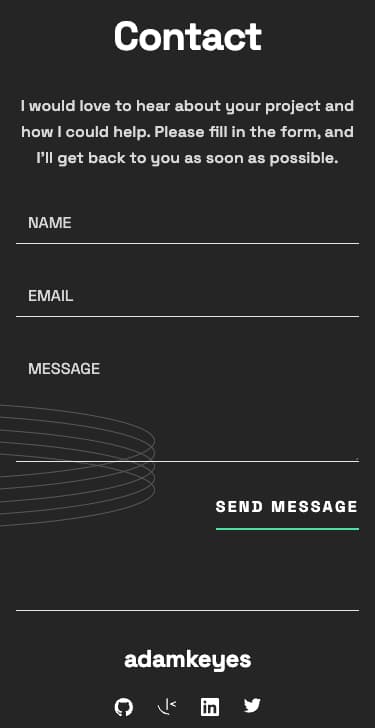 Contact
I would love to hear about your project and
how I could help. Please fill in the form, and
I'll get back to you as soon as possible.
NAME
EMAIL
MESSAGE
SEND MESSAGE
adamkeyes